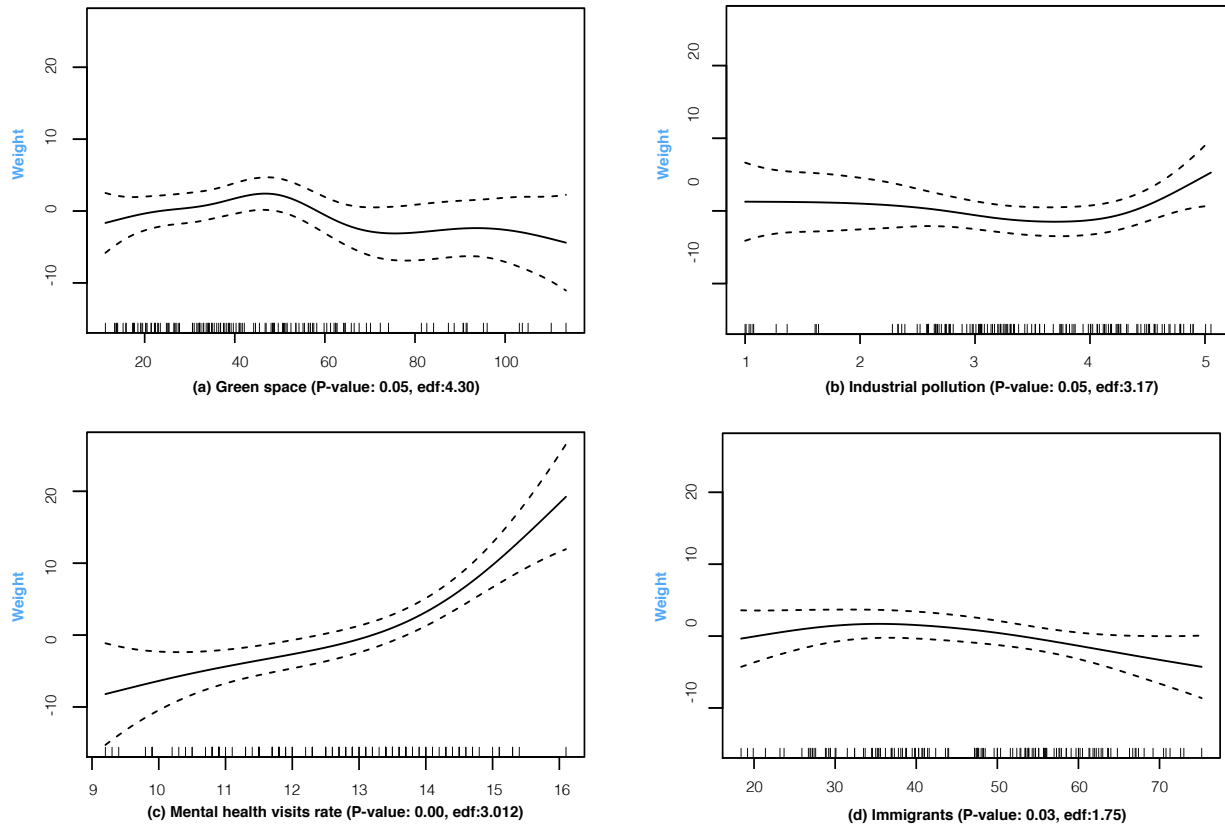 20
10
0
-10
Weight
20 40 60 80 100
(a) Green space (P-value: 0.05, edf:4.30)
20
10
0
-10
Weight
1 2 3 4 5
(b) Industrial pollution (P-value: 0.05, edf:3.17)
20
10
0
-10
Weight
9 10 11 12 13 14 15 16
(c) Mental health visits rate (P-value: 0.00, edf:3.012)
20
10
0
-10
Weight
20 30 40 50 60 70
(d) Immigrants (P-value: 0.03, edf:1.75)